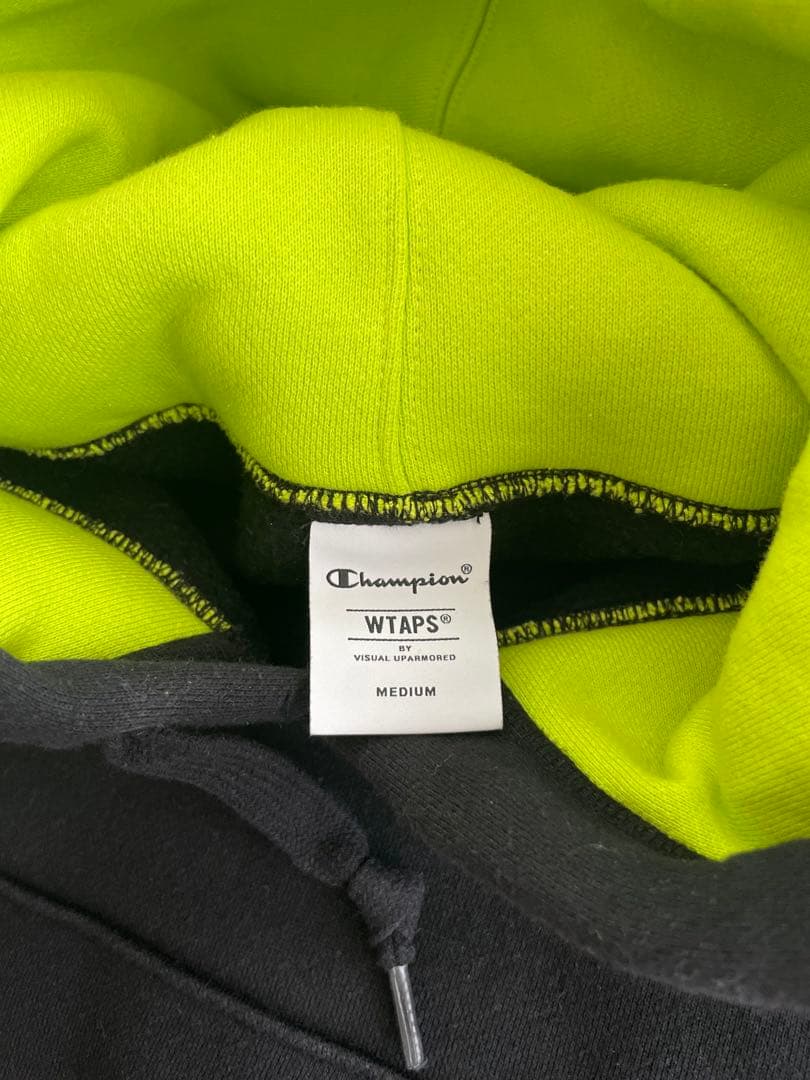 Champion®
WTAPS®
BY
VISUAL UPARMORED
MEDIUM